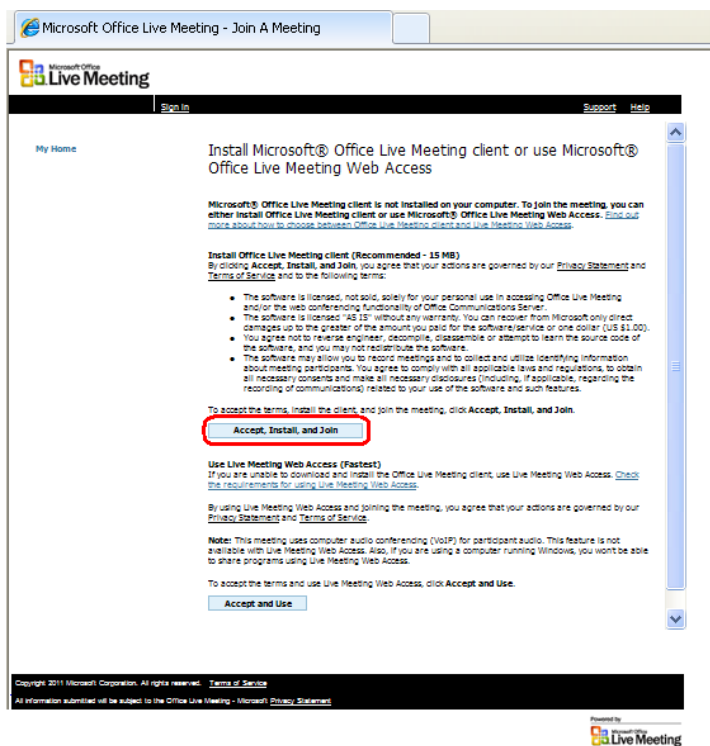 Microsoft Office Live Meeting - Join A Meeting
Microsoft Office
Live Meeting
Sign In Support Help
My Home
Install Microsoft® Office Live Meeting client or use Microsoft®
Office Live Meeting Web Access
Microsoft® Office Live Meeting client is not installed on your computer. To join the meeting, you can
either install Office Live Meeting client or use Microsoft® Office Live Meeting Web Access. Find out
more about how to choose between Office Live Meeting client and Live Meeting Web Access.
Install Office Live Meeting client (Recommended - 15 MB)
By clicking Accept, Install, and Join, you agree that your actions are governed by our Privacy Statement and
Terms of Service and to the following terms:
• The software is licensed, not sold, solely for your personal use in accessing Office Live Meeting
and/or the web conferencing functionality of Office Communications Server.
• The software is licensed "AS IS" without any warranty. You can recover from Microsoft only direct
damages up to the greater of the amount you paid for the software/service or one dollar (US $1.00).
• You agree not to reverse engineer, decompile, disassemble or attempt to learn the source code of
the software, and you may not redistribute the software.
• The software may allow you to record meetings and to collect and utilize identifying information
about meeting participants. You agree to comply with all applicable laws and regulations, to obtain
all necessary consents and make all necessary disclosures (including, if applicable, regarding the
recording of communications) related to your use of the software and such features.
To accept the terms, install the client, and join the meeting, click Accept, Install, and Join.
Accept, Install, and Join
Use Live Meeting Web Access (Fastest)
If you are unable to download and install the Office Live Meeting client, use Live Meeting Web Access. Check
the requirements for using Live Meeting Web Access.
By using Live Meeting Web Access and joining the meeting, you agree that your actions are governed by our
Privacy Statement and Terms of Service.
Note: This meeting uses computer audio conferencing (VoIP) for participant audio. This feature is not
available with Live Meeting Web Access. Also, if you are using a computer running Windows, you won't be able
to share programs using Live Meeting Web Access.
To accept the terms and use Live Meeting Web Access, click Accept and Use.
Accept and Use
Copyright 2011 Microsoft Corporation. All rights reserved. Terms of Service
All information submitted will be subject to the Office Live Meeting - Microsoft Privacy Statement
Powered by
Microsoft Office
Live Meeting